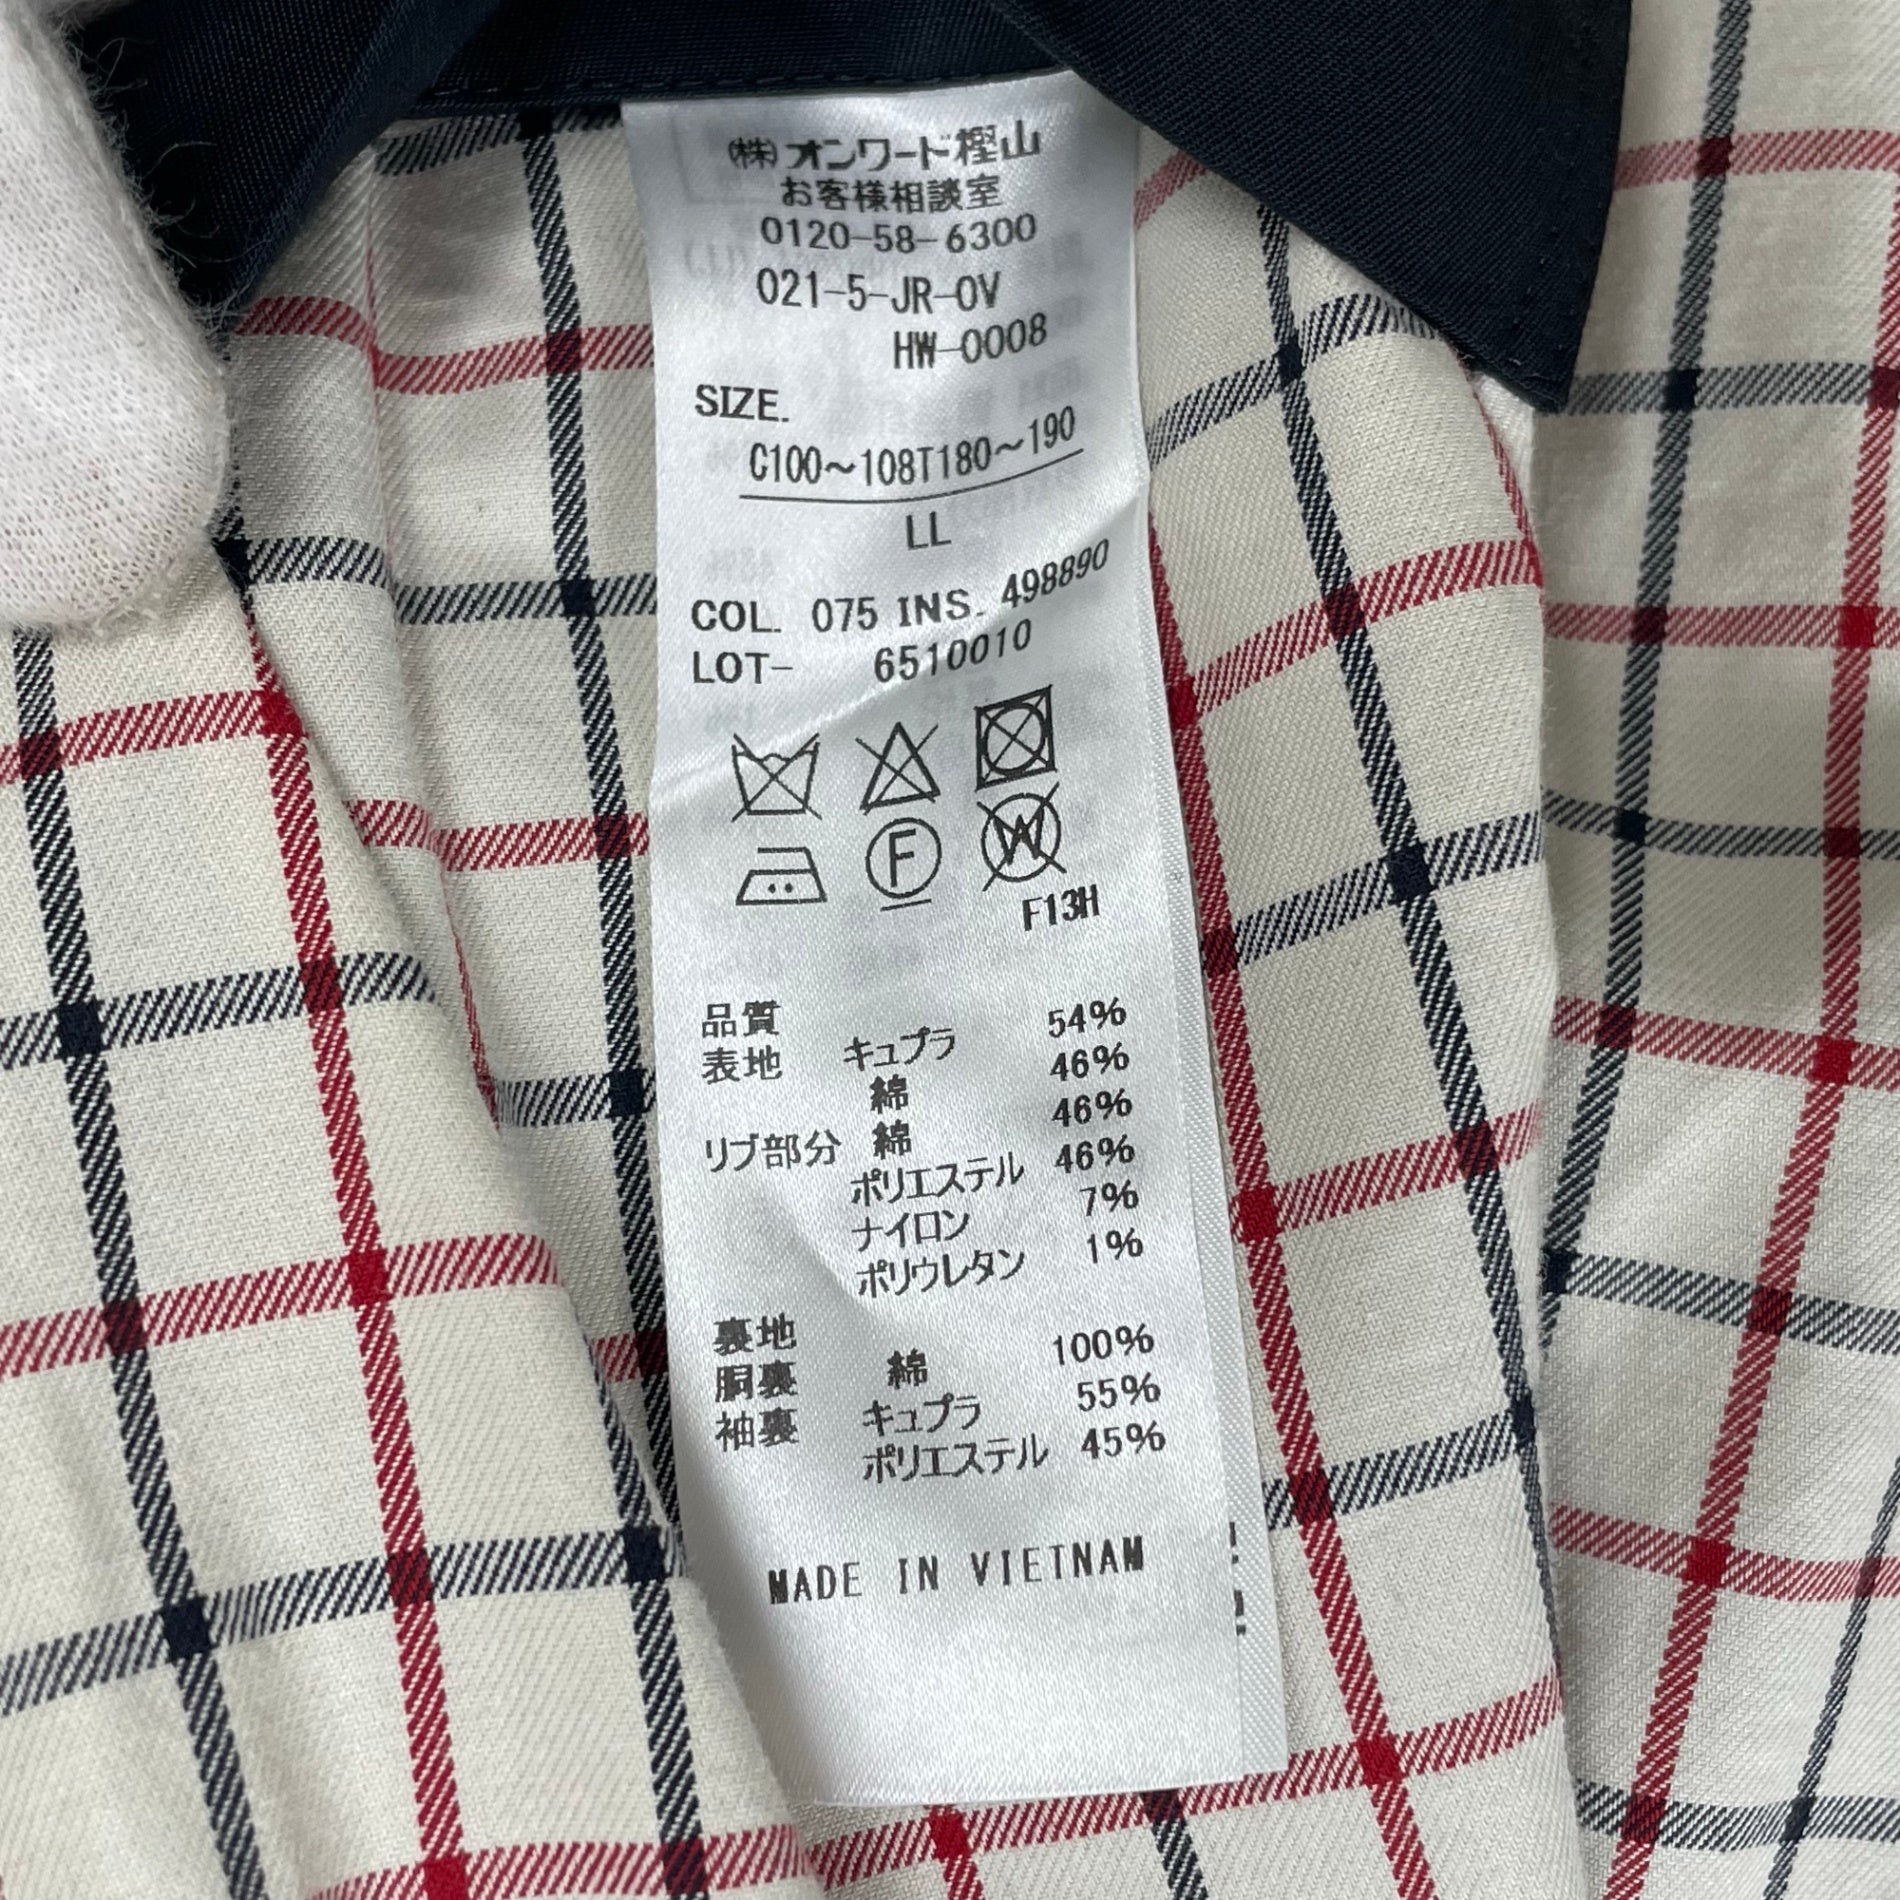 ㈱オンワード樫山
お客様相談室
0120-58-6300
021-5-JR-OV
HW-0008
SIZE.
C100~108T180~190
LL
COL. 075 INS. 498890
LOT- 6510010
F
W
F13H
品質
表地 キュプラ 54%
綿 46%
リブ部分 綿 46%
ポリエステル 46%
ナイロン 7%
ポリウレタン 1%
裏地
胴裏 綿 100%
袖裏 キュプラ 55%
ポリエステル 45%
MADE IN VIETNAM